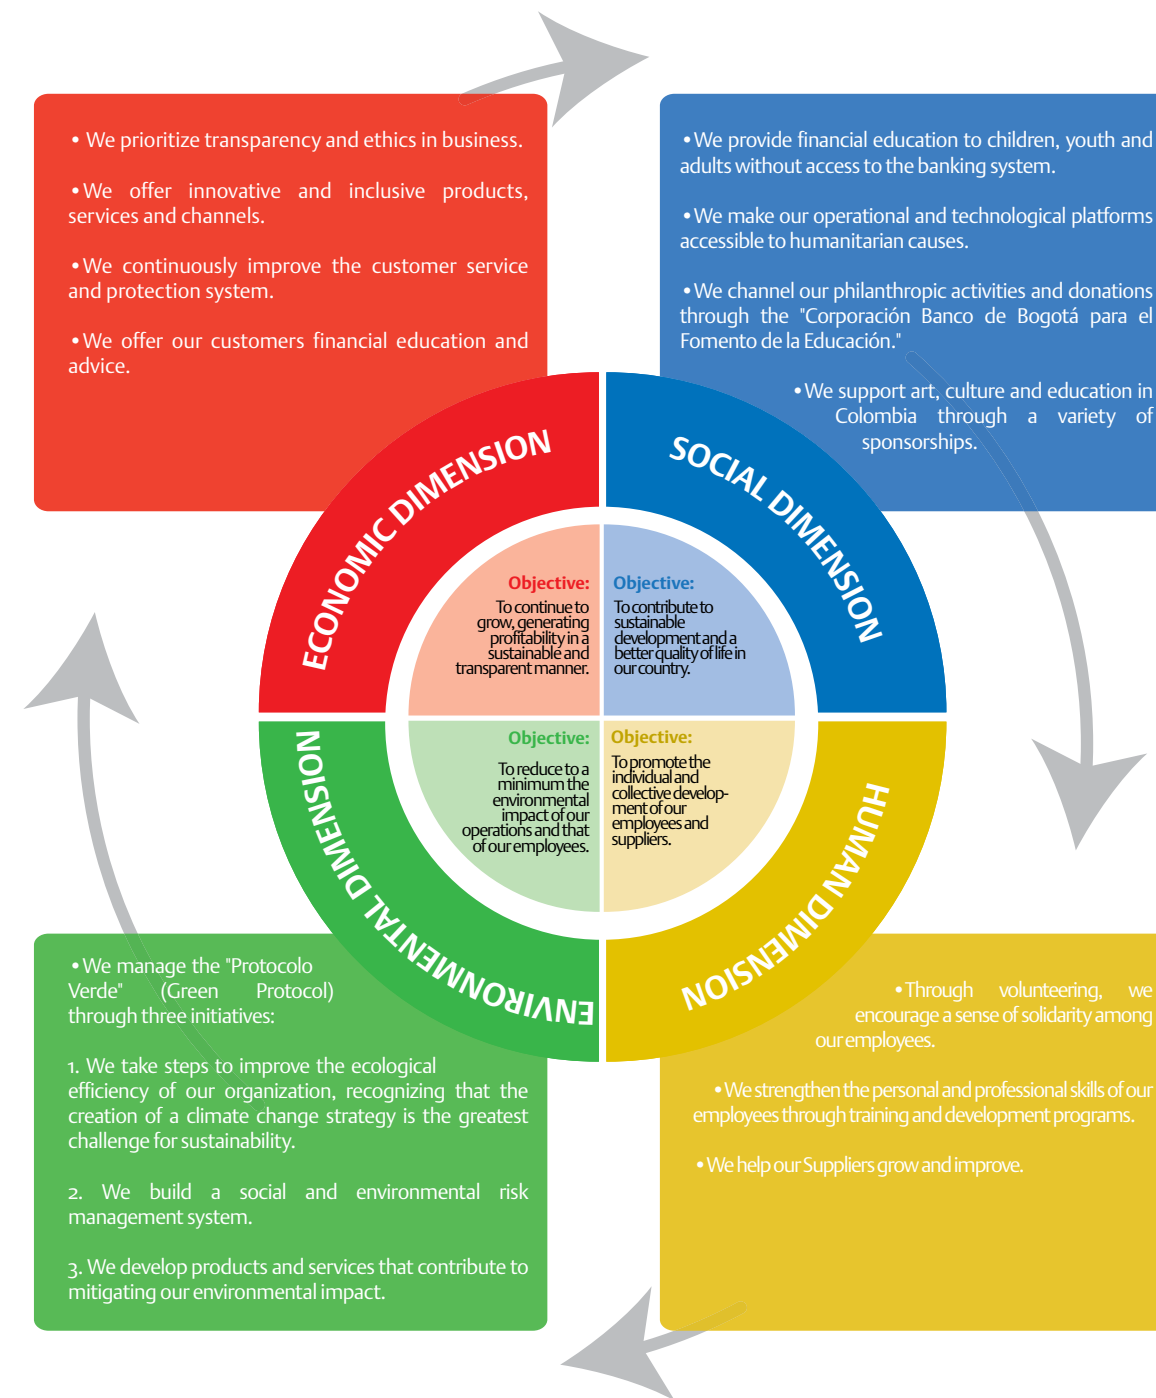 • We prioritize transparency and ethics in business.
• We offer innovative and inclusive products,
services and channels.
• We continuously improve the customer service
and protection system.
• We offer our customers financial education and
advice.
• We provide financial education to children, youth and
adults without access to the banking system.
• We make our operational and technological platforms
accessible to humanitarian causes.
• We channel our philanthropic activities and donations
through the "Corporación Banco de Bogotá para el
Fomento de la Educación."
• We support art, culture and education in
Colombia through a variety of
sponsorships.
ECONOMIC DIMENSION
SOCIAL DIMENSION
Objective:
To continue to
grow, generating
profitability in a
sustainable and
transparent manner.
Objective:
To contribute to
sustainable
development and a
better quality of life in
our country.
Objective:
To reduce to a
minimum the
environmental
impact of our
operations and that
of our employees.
Objective:
To promote the
individual and
collective develop-
ment of our
employees and
suppliers.
ENVIRONMENTAL DIMENSION
HUMAN DIMENSION
• We manage the "Protocolo
Verde" (Green Protocol)
through three initiatives:
1. We take steps to improve the ecological
efficiency of our organization, recognizing that the
creation of a climate change strategy is the greatest
challenge for sustainability.
2. We build a social and environmental risk
management system.
3. We develop products and services that contribute to
mitigating our environmental impact.
• Through volunteering, we
encourage a sense of solidarity among
our employees.
• We strengthen the personal and professional skills of our
employees through training and development programs.
• We help our Suppliers grow and improve.